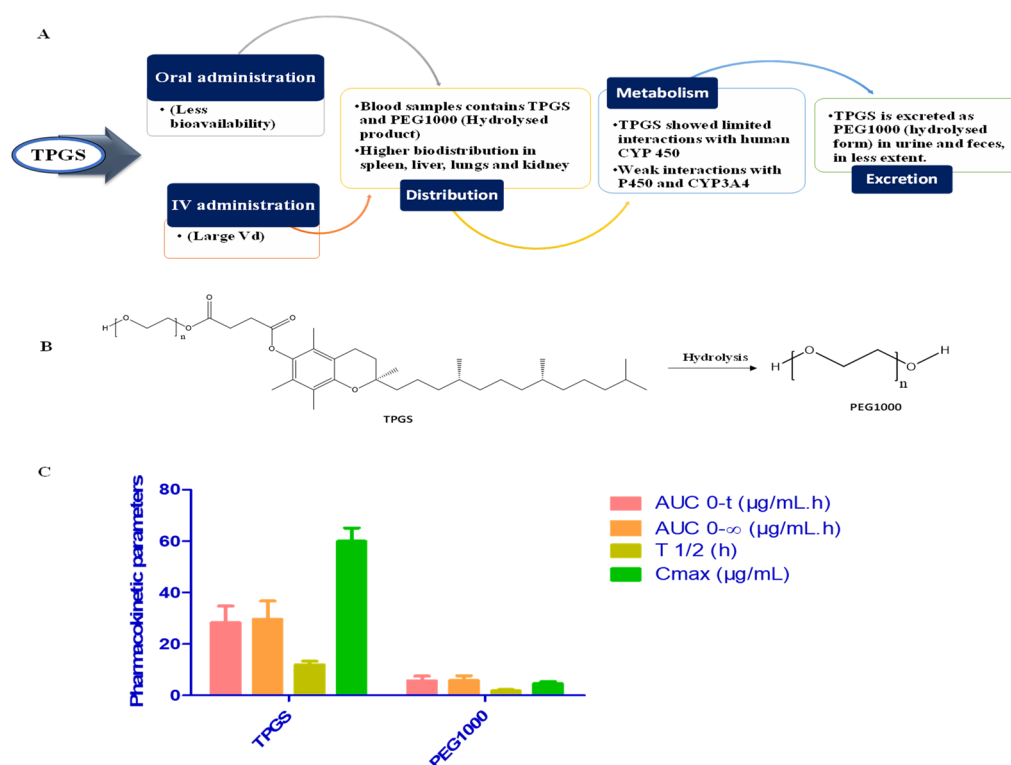 A
TPGS
Oral administration
• (Less
bioavailability)
IV administration
• (Large Vd)
•Blood samples contains TPGS
and PEG1000 (Hydrolysed
product)
•Higher biodistribution in
spleen, liver, lungs and kidney
Distribution
Metabolism
•TPGS showed limited
interactions with human
CYP 450
•Weak interactions with
P450 and CYP3A4
•TPGS is excreted as
PEG1000 (hydrolysed
form) in urine and feces,
in less extent.
Excretion
B
H
O
n
O
O
O
O
O
TPGS
Hydrolysis
H
O
n
O
H
PEG1000
C
Pharmacokinetic parameters
80
60
40
20
0
TPGS
PEG1000
AUC 0-t (µg/mL.h)
AUC 0-∞ (µg/mL.h)
T 1/2 (h)
Cmax (µg/mL)